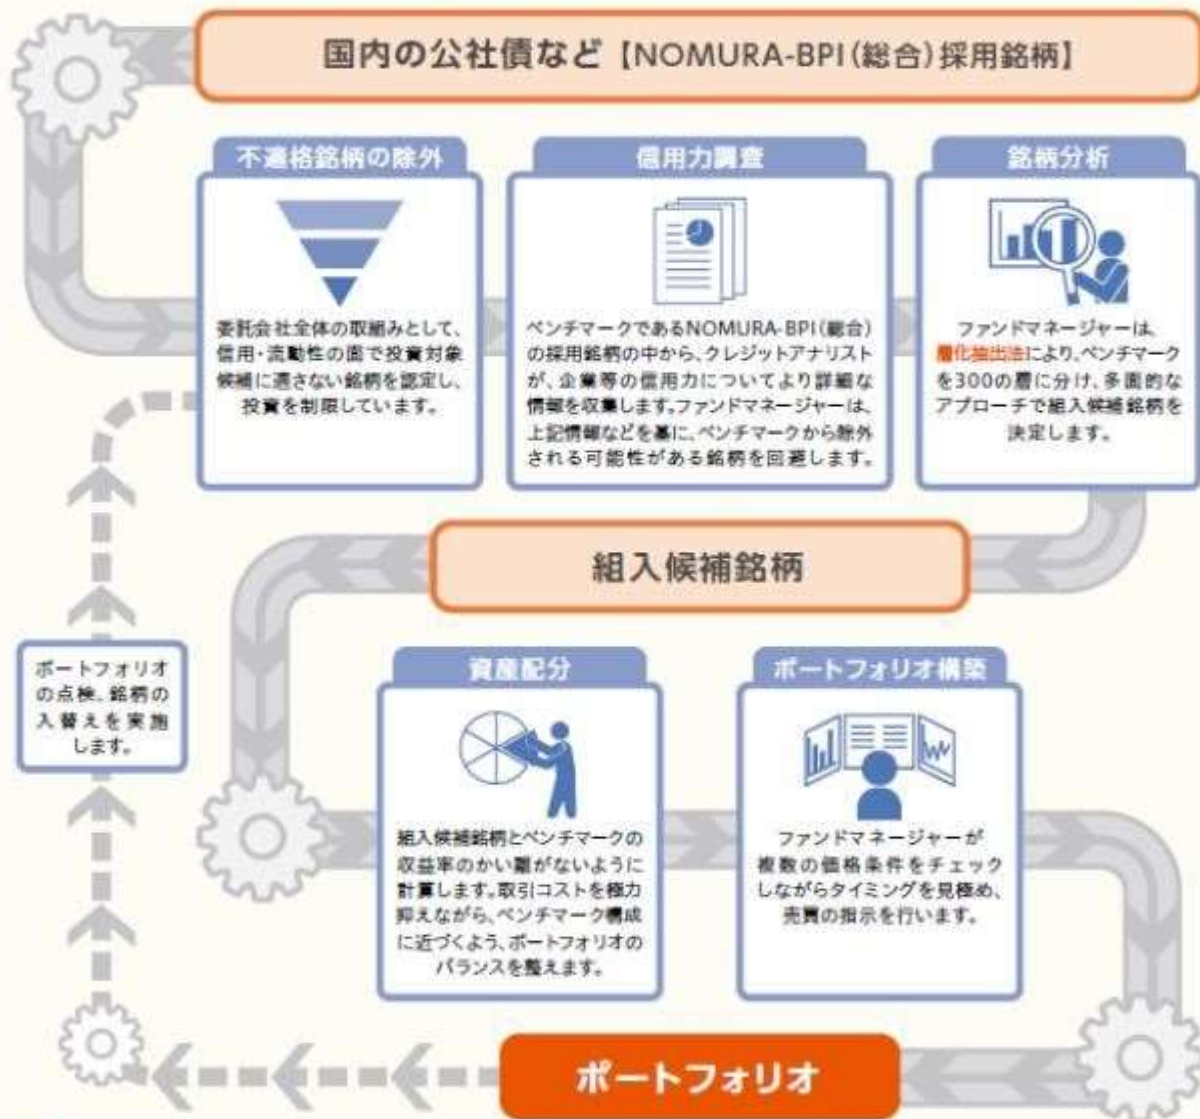 国内の公社債など【NOMURA-BPI(総合)採用銘柄】
不適格銘柄の除外
委託会社全体の取組みとして、
信用・流動性の面で投資対象
候補に適さない銘柄を認定し、
投資を制限しています。
信用力調査
ベンチマークであるNOMURA-BPI(総合)
の採用銘柄の中から、クレジットアナリスト
が、企業等の信用力についてより詳細な
情報を収集します。ファンドマネージャーは、
上記情報などを基に、ベンチマークから除外
される可能性がある銘柄を回避します。
銘柄分析
ファンドマネージャーは、
層化抽出法により、ベンチマーク
を300の層に分け、多面的な
アプローチで組入候補銘柄を
決定します。
組入候補銘柄
ポートフォリオ
の点検、銘柄の
入替えを実施
します。
資産配分
組入候補銘柄とベンチマークの
収益率のかい離がないように
計算します。取引コストを極力
抑えながら、ベンチマーク構成
に近づくよう、ポートフォリオの
バランスを整えます。
ポートフォリオ構築
ファンドマネージャーが
複数の価格条件をチェック
しながらタイミングを見極め、
売買の指示を行います。
ポートフォリオ